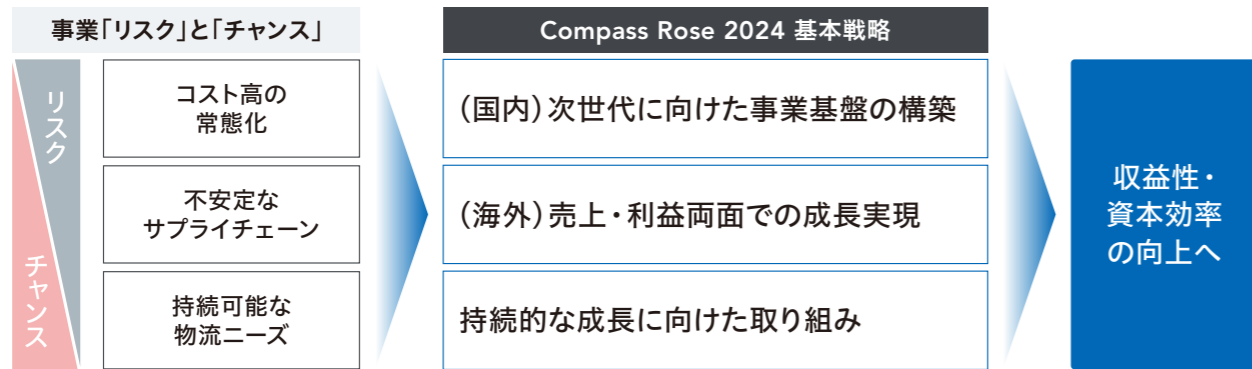 事業「リスク」と「チャンス」
リスク
チャンス
コスト高の
常態化
不安定な
サプライチェーン
持続可能な
物流ニーズ
Compass Rose 2024 基本戦略
(国内)次世代に向けた事業基盤の構築
(海外)売上・利益両面での成長実現
持続的な成長に向けた取り組み
収益性・
資本効率
の向上へ